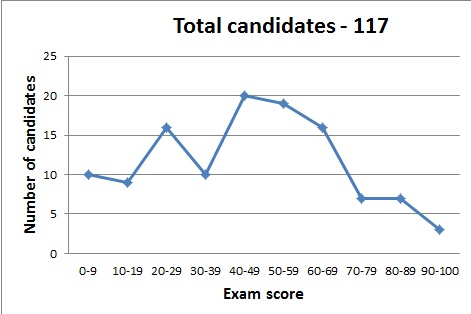 Total candidates - 117
25
20
15
10
5
0
Number of candidates
0-9 10-19 20-29 30-39 40-49 50-59 60-69 70-79 80-89 90-100
Exam score